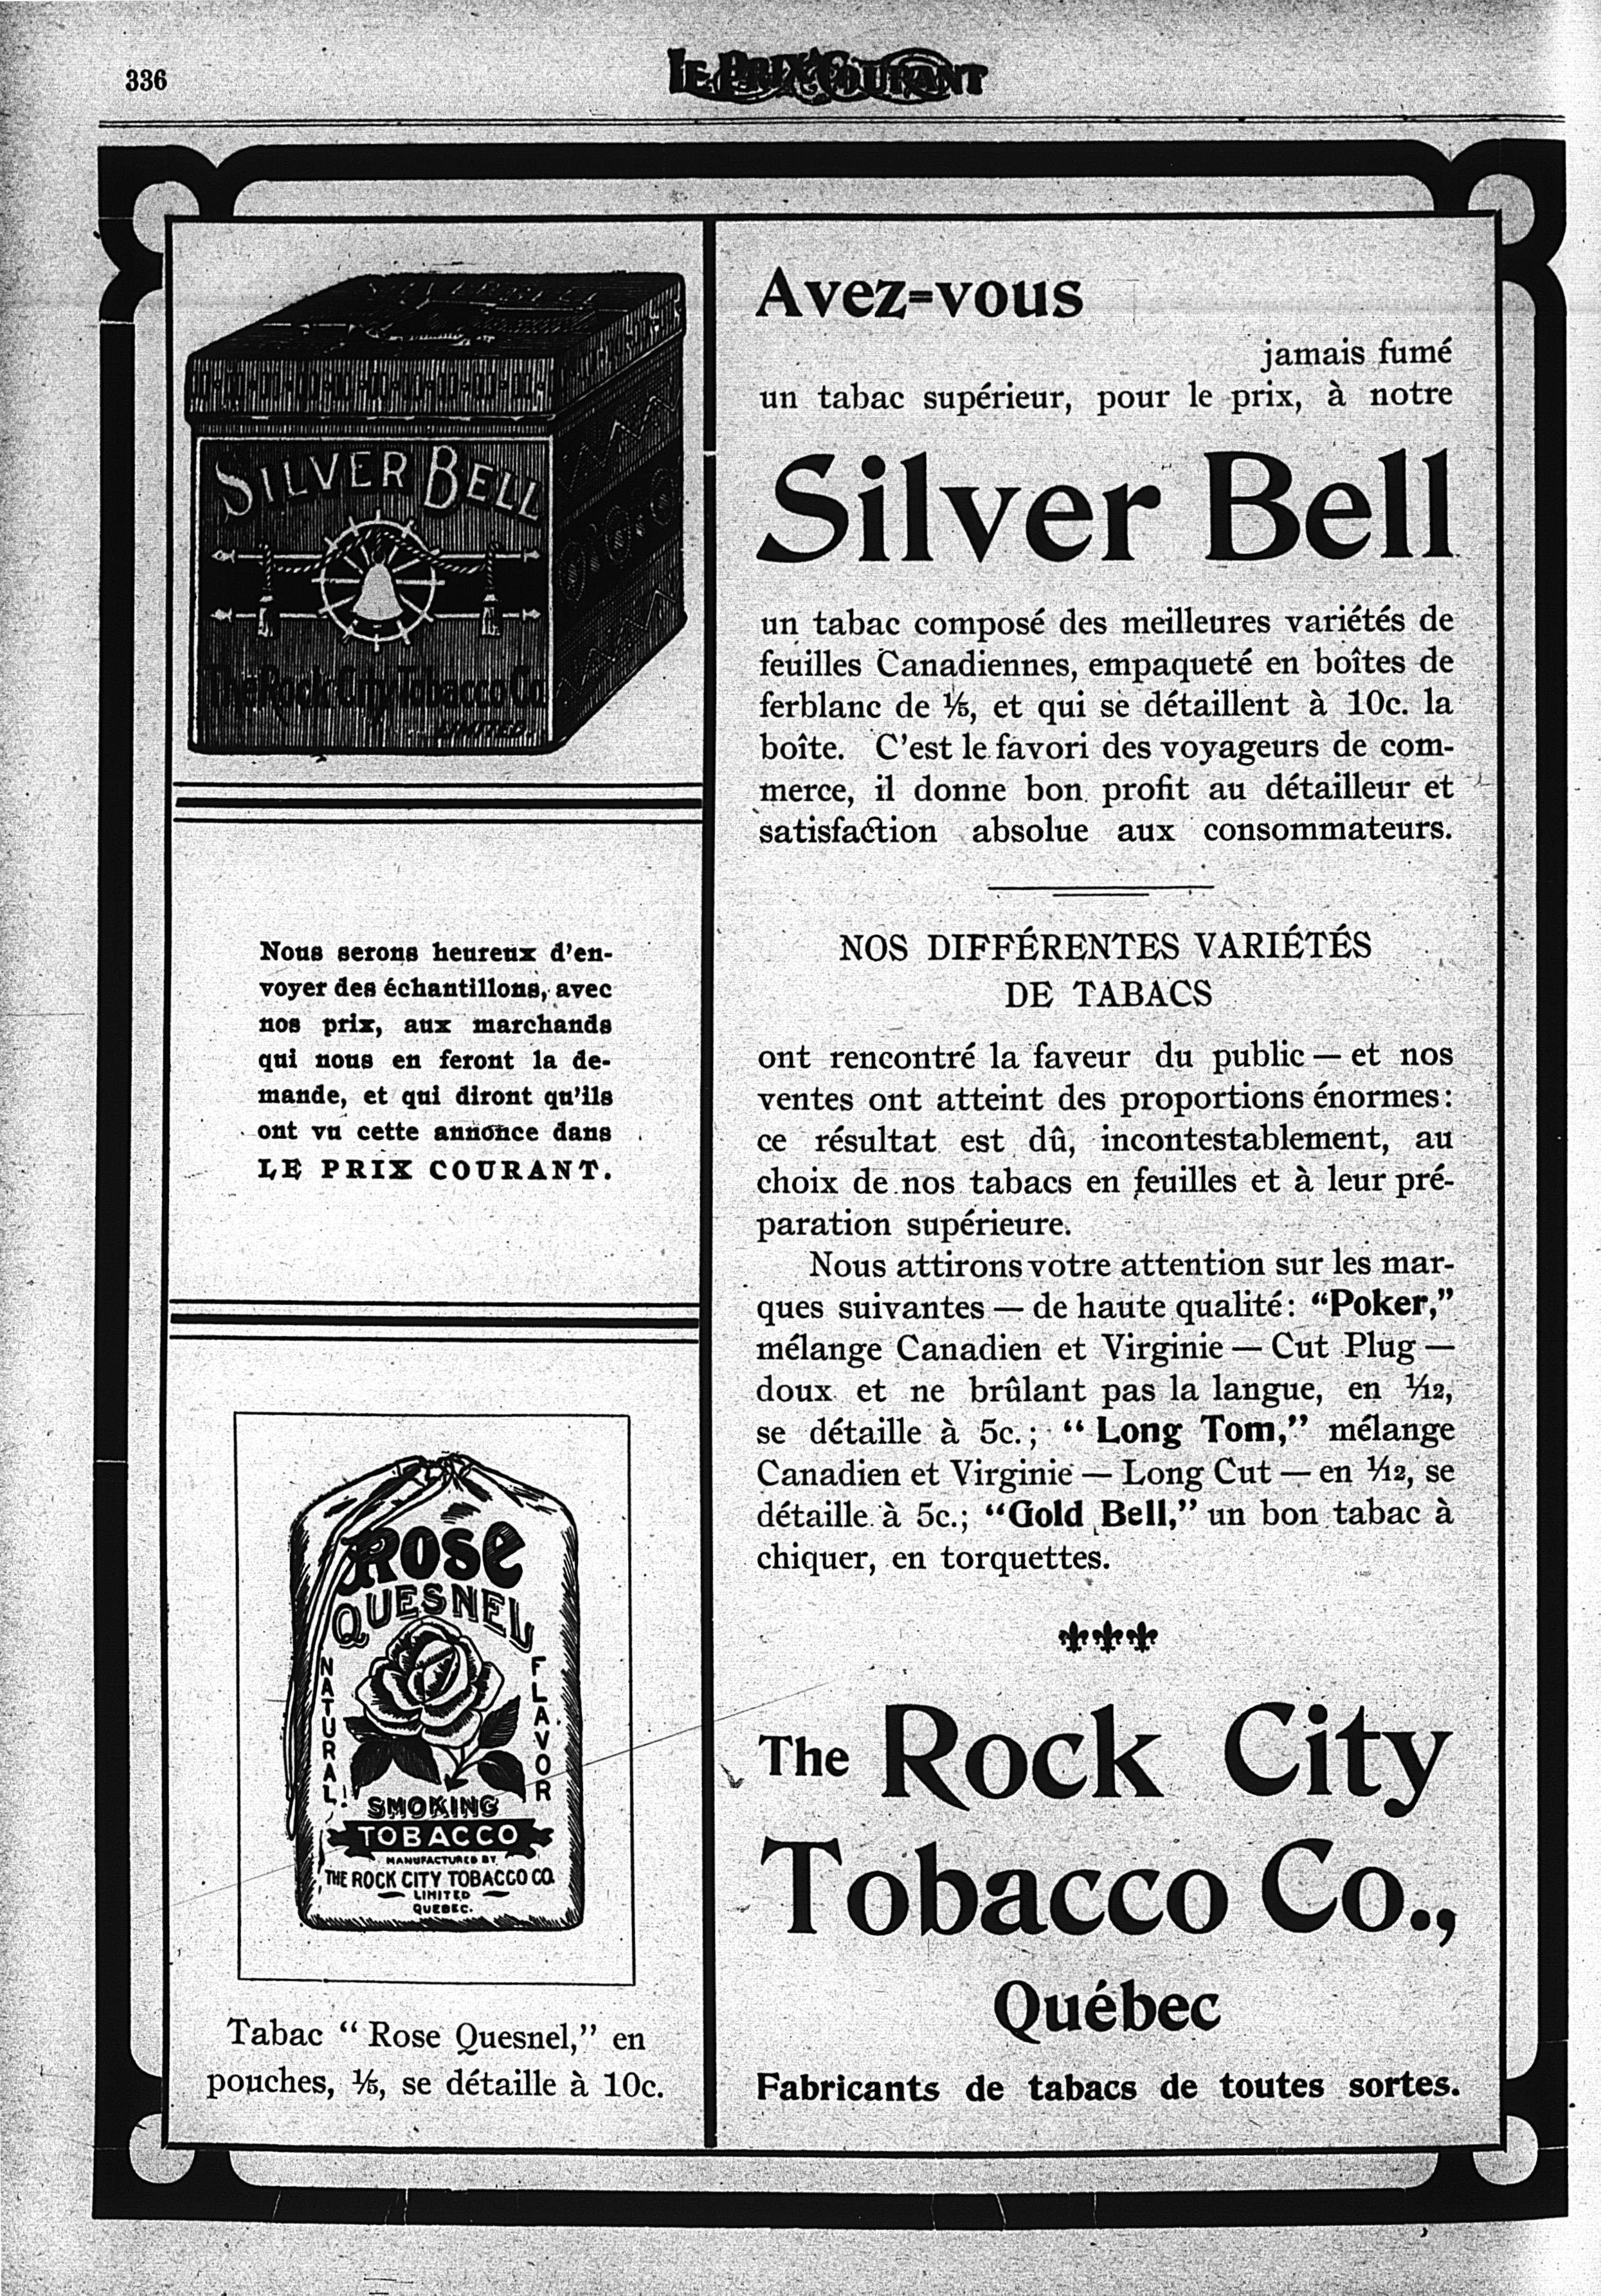 336
LE PRIX COURANT
SILVER BELL
The Rock City Tobacco Co
LIMITED.
Nous serons heureux d'en-
voyer des échantillons, avec
nos prix, aux marchands
qui nous en feront la de-
mande, et qui diront qu'ils
ont vu cette annonce dans
LE PRIX COURANT.
ROSE
QUESNEL
NATURAL
FLAVOR
SMOKING
TOBACCO
MANUFACTURED BY
THE ROCK CITY TOBACCO CO.
LIMITED
QUEBEC.
Tabac “Rose Quesnel,” en
pouches, ⅕, se détaille à 10c.
Avez-vous
jamais fumé
un tabac supérieur, pour le prix, à notre
Silver Bell
un tabac composé des meilleures variétés de
feuilles Canadiennes, empaqueté en boîtes de
ferblanc de ⅕, et qui se détaillent à 10c. la
boîte. C'est le favori des voyageurs de com-
merce, il donne bon profit au détailleur et
satisfaction absolue aux consommateurs.
NOS DIFFÉRENTES VARIÉTÉS
DE TABACS
ont rencontré la faveur du public — et nos
ventes ont atteint des proportions énormes:
ce résultat est dû, incontestablement, au
choix de nos tabacs en feuilles et à leur pré-
paration supérieure.
Nous attirons votre attention sur les mar-
ques suivantes — de haute qualité: “Poker,”
mélange Canadien et Virginie — Cut Plug —
doux et ne brûlant pas la langue, en 1/12,
se détaille à 5c.; “Long Tom,” mélange
Canadien et Virginie — Long Cut — en 1/12, se
détaille à 5c.; “Gold Bell,” un bon tabac à
chiquer, en torquettes.
The Rock City
Tobacco Co.,
Québec
Fabricants de tabacs de toutes sortes.